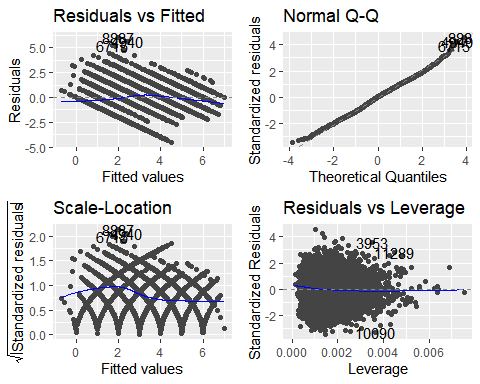 Residuals vs Fitted
Residuals
5.0
2.5
0.0
-2.5
-5.0
0 2 4 6
Fitted values
Normal Q-Q
Standardized residuals
4
2
0
-2
-4 -2 0 2 4
Theoretical Quantiles
Scale-Location
√|Standardized residuals|
2.0
1.5
1.0
0.5
0.0
0 2 4 6
Fitted values
Residuals vs Leverage
Standardized Residuals
4
2
0
-2
3953
11289
10090
0.000 0.002 0.004 0.006
Leverage